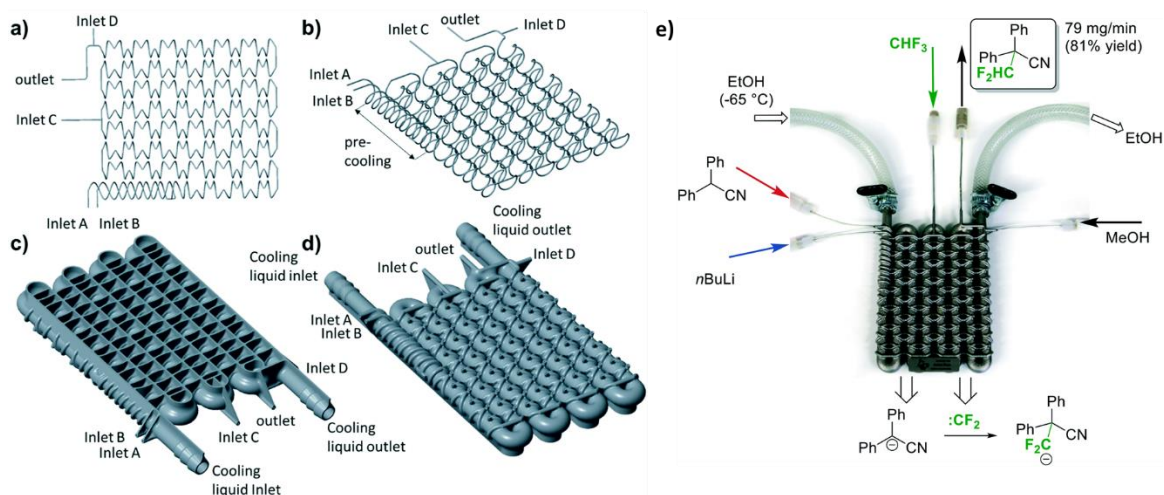 a)
Inlet D
outlet
Inlet C
Inlet A
Inlet B
b)
outlet
Inlet D
Inlet C
Inlet A
Inlet B
pre-
cooling
c)
Inlet D
outlet
Inlet C
Cooling
liquid outlet
Inlet B
Inlet A
Cooling
liquid Inlet
d)
Cooling
liquid outlet
Cooling
liquid inlet
outlet
Inlet C
Inlet D
Inlet A
Inlet B
e)
CHF3
Ph
Ph
CN
F2HC
79 mg/min
(81% yield)
EtOH
(-65 °C)
EtOH
Ph
Ph
CN
nBuLi
MeOH
Ph
Ph
CN
:CF2
Ph
Ph
CN
F2C